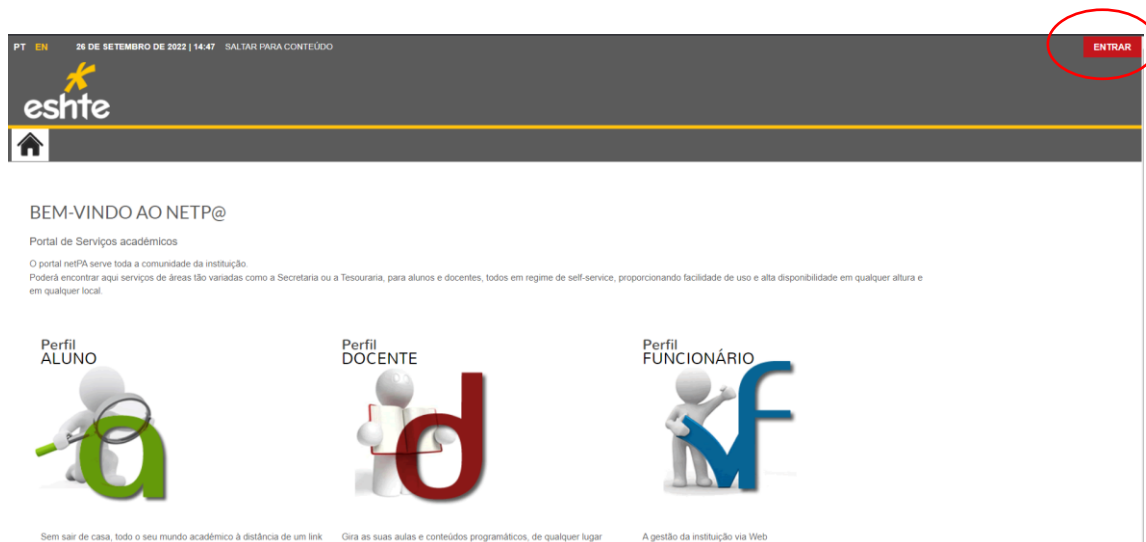 PT EN 26 DE SETEMBRO DE 2022 | 14:47 SALTAR PARA CONTEÚDO
ENTRAR
eshte
BEM-VINDO AO NETP@
Portal de Serviços académicos
O portal netPA serve toda a comunidade da instituição.
Poderá encontrar aqui serviços de áreas tão variadas como a Secretaria ou a Tesouraria, para alunos e docentes, todos em regime de self-service, proporcionando facilidade de uso e alta disponibilidade em qualquer altura e
em qualquer local.
Perfil
ALUNO
a
Sem sair de casa, todo o seu mundo académico à distância de um link
Perfil
DOCENTE
d
Gira as suas aulas e conteúdos programáticos, de qualquer lugar
Perfil
FUNCIONÁRIO
f
A gestão da instituição via Web